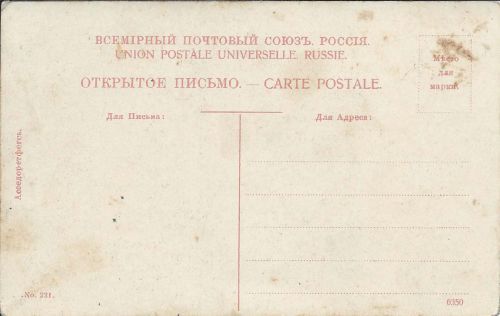 ВСЕМІРНЫЙ ПОЧТОВЫЙ СОЮЗЪ. РОССІЯ.
UNION POSTALE UNIVERSELLE. RUSSIE.
ОТКРЫТОЕ ПИСЬМО. — CARTE POSTALE.
Мѣсто
для
марки.
Для Письма:
Для Адреса:
No. 231.
6350